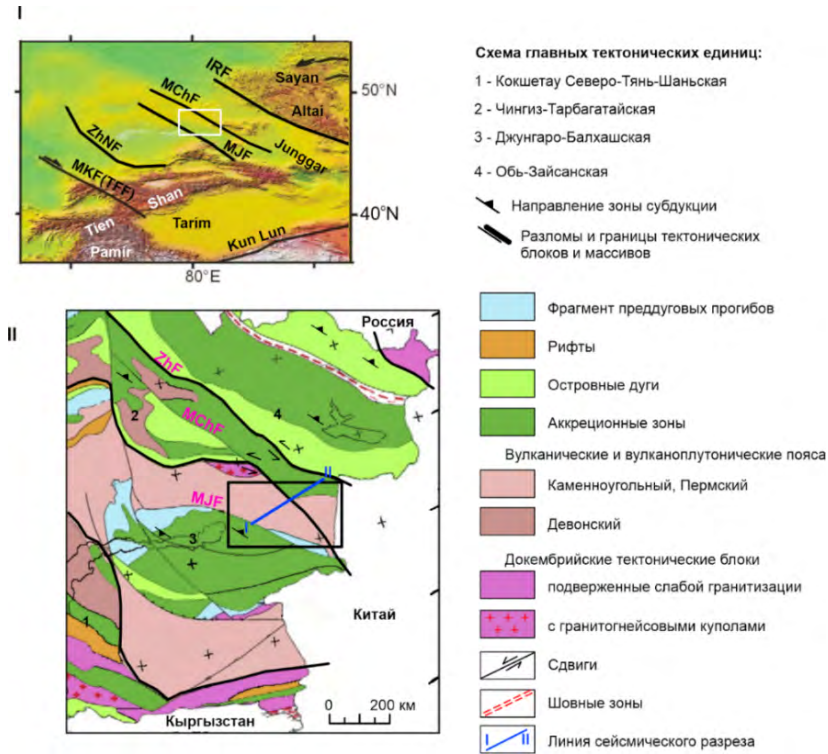 I
IRF
Sayan
MChF
Altai
50°N
ZhNF
Junggar
MJF
MKF(TFF)
Shan
Tien
Tarim
40°N
Pamir
Kun Lun
80°E
II
Россия
ZhF
2
MChF
4
II
MJF
I
3
Китай
1
0 200 км
Кыргызстан
Схема главных тектонических единиц:
1 - Кокшетау Северо-Тянь-Шаньская
2 - Чингиз-Тарбагатайская
3 - Джунгаро-Балхашская
4 - Обь-Зайсанская
Направление зоны субдукции
Разломы и границы тектонических
блоков и массивов
Фрагмент преддуговых прогибов
Рифты
Островные дуги
Аккреционные зоны
Вулканические и вулканоплутонические пояса
Каменноугольный, Пермский
Девонский
Докембрийские тектонические блоки
подверженные слабой гранитизации
с гранитогнейсовыми куполами
Сдвиги
Шовные зоны
I II
Линия сейсмического разреза